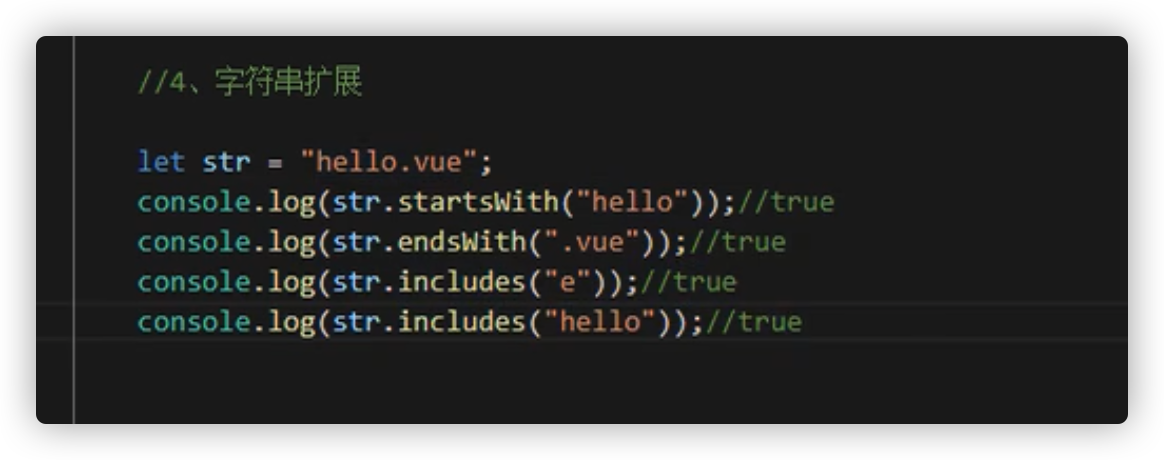 //4、字符串扩展
let str = "hello.vue";
console.log(str.startsWith("hello"));//true
console.log(str.endsWith(".vue"));//true
console.log(str.includes("e"));//true
console.log(str.includes("hello"));//true